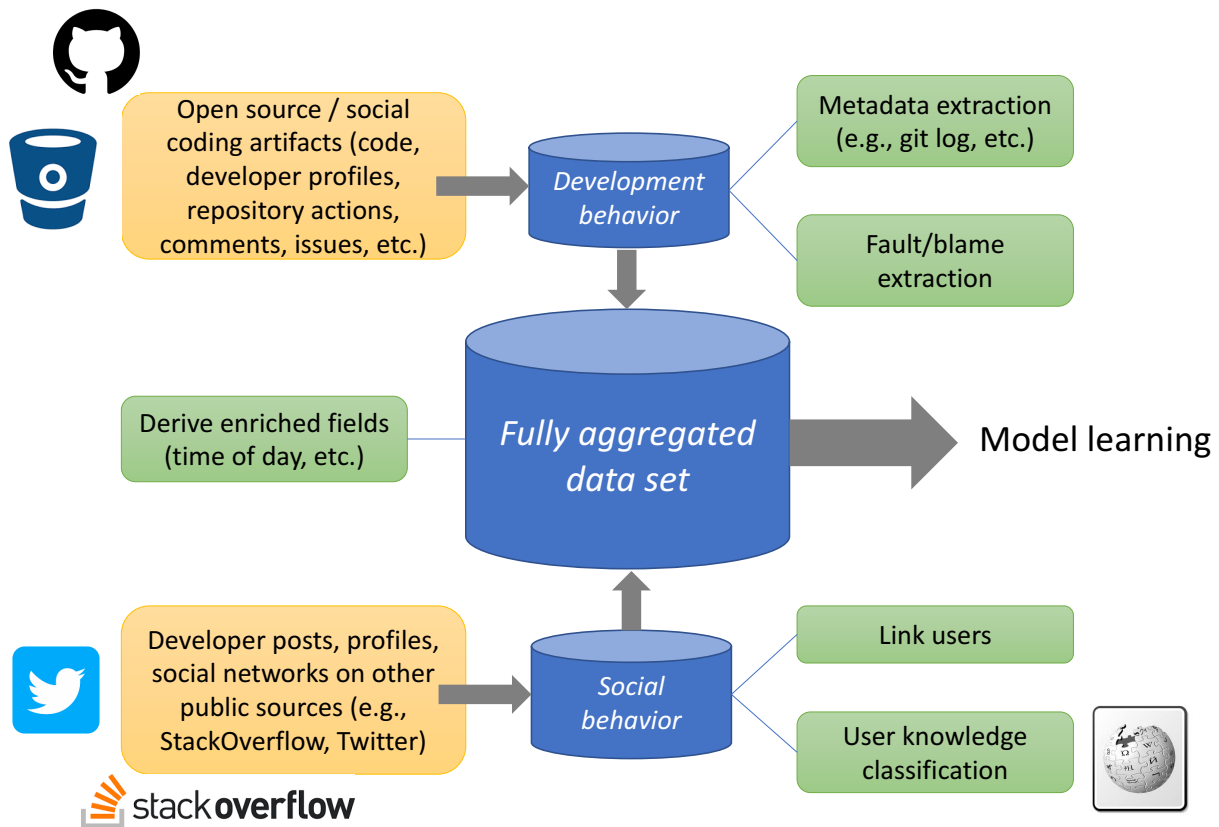 Open source / social
coding artifacts (code,
developer profiles,
repository actions,
comments, issues, etc.)
Development
behavior
Metadata extraction
(e.g., git log, etc.)
Fault/blame
extraction
Derive enriched fields
(time of day, etc.)
Fully aggregated
data set
Model learning
Developer posts, profiles,
social networks on other
public sources (e.g.,
StackOverflow, Twitter)
Social
behavior
Link users
User knowledge
classification
stackoverflow